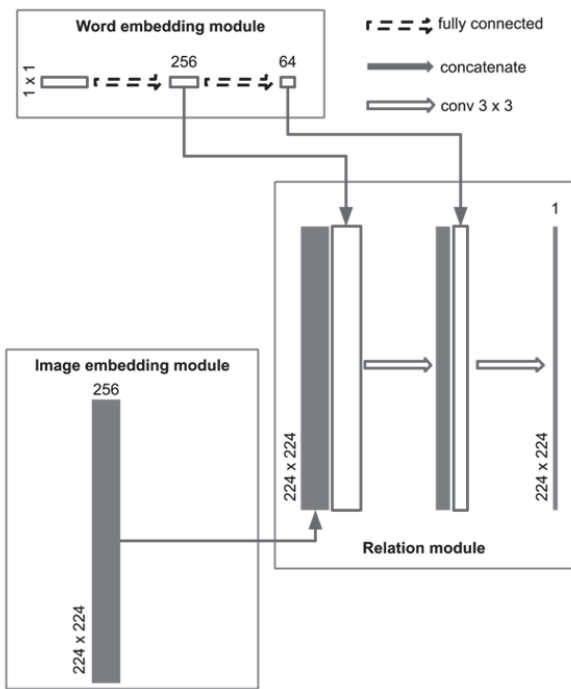 Word embedding module
1 x 1
256
64
fully connected
concatenate
conv 3 x 3
1
224 x 224
224 x 224
Relation module
Image embedding module
256
224 x 224